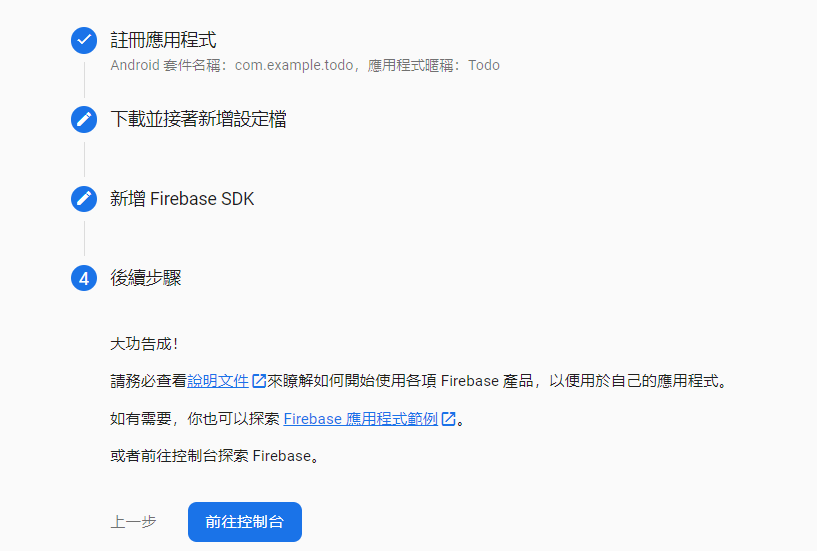 註冊應用程式
Android 套件名稱：com.example.todo，應用程式暱稱：Todo
下載並接著新增設定檔
新增 Firebase SDK
4 後續步驟
大功告成！
請務必查看說明文件來瞭解如何開始使用各項 Firebase 產品，以便用於自己的應用程式。
如有需要，你也可以探索 Firebase 應用程式範例。
或者前往控制台探索 Firebase。
上一步 前往控制台